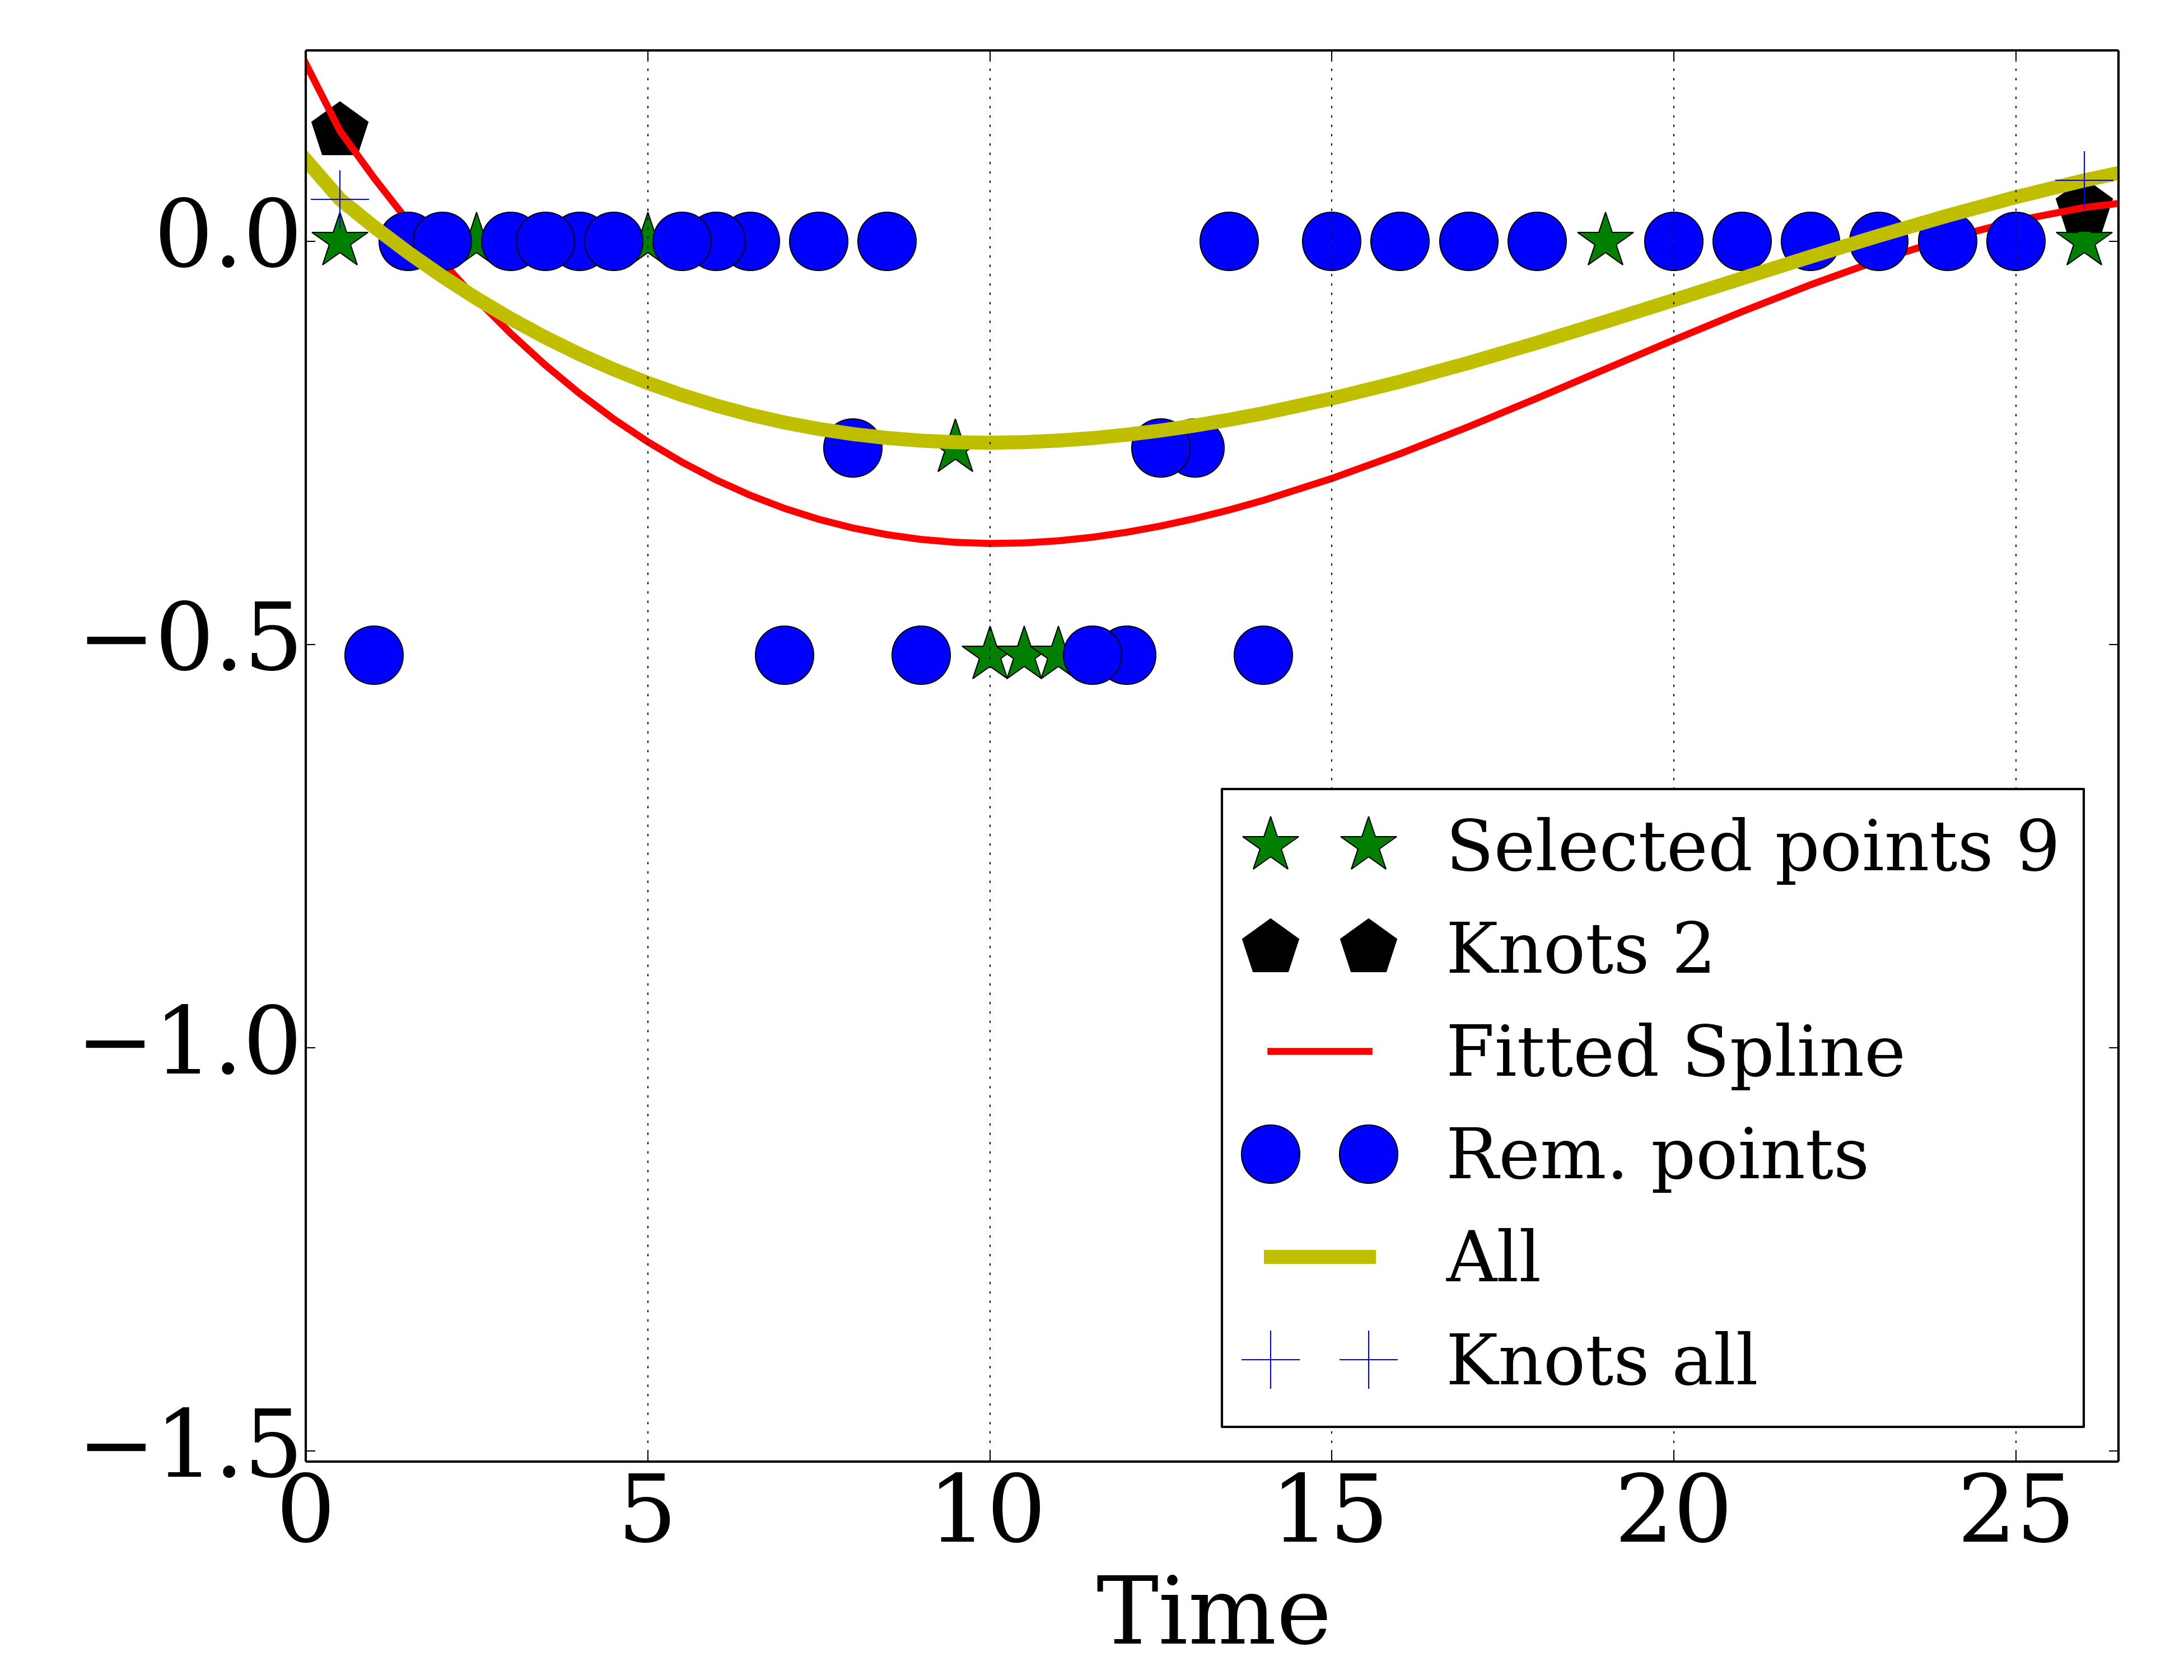 0.0
−0.5
−1.0
−1.5
0 5 10 15 20 25
Time
Selected points 9
Knots 2
Fitted Spline
Rem. points
All
Knots all